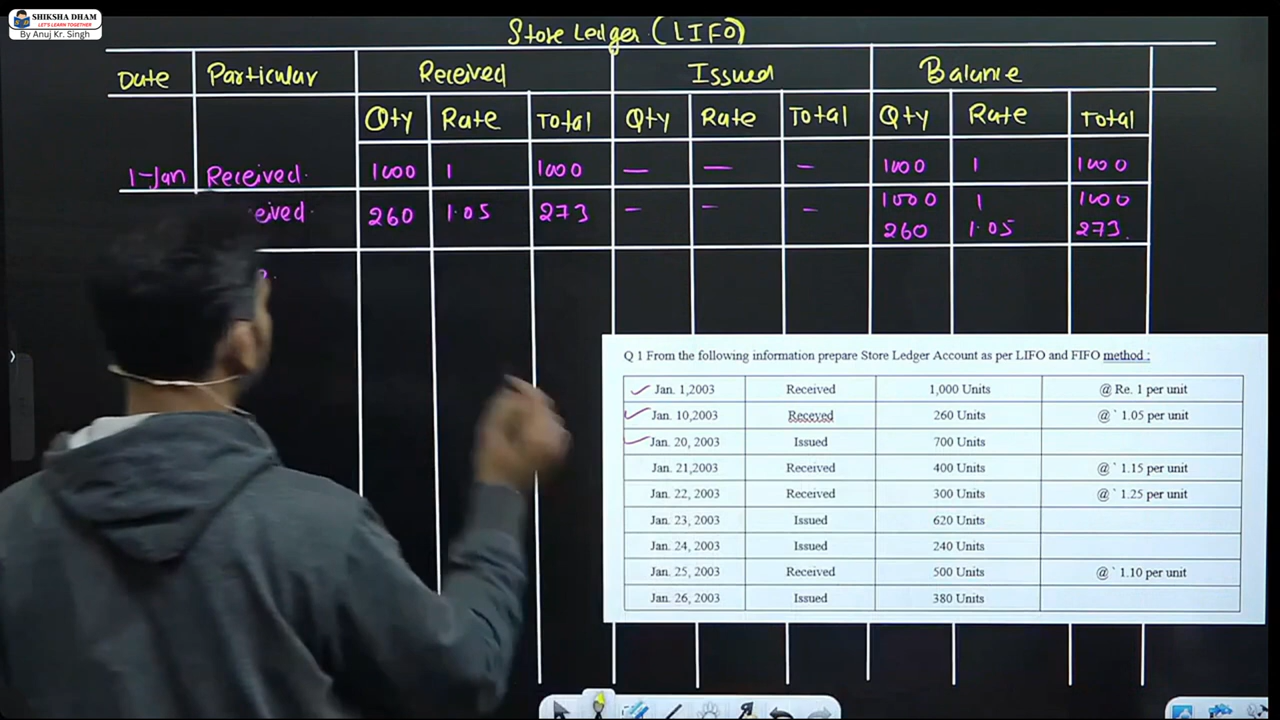 SHIKSHA DHAM
LET'S LEARN TOGETHER
By Anuj Kr. Singh
Store Ledger (LIFO)
Date Particular Received Issued Balance
Qty Rate Total Qty Rate Total Qty Rate Total
1-Jan Received 1000 1 1000 — — - 1000 1 1000
eived 260 1.05 273 - - - 1000 1 1000
260 1.05 273
Q 1 From the following information prepare Store Ledger Account as per LIFO and FIFO method :
Jan. 1,2003 Received 1,000 Units @ Re. 1 per unit
Jan. 10,2003 Receved 260 Units @ ` 1.05 per unit
Jan. 20, 2003 Issued 700 Units
Jan. 21,2003 Received 400 Units @ ` 1.15 per unit
Jan. 22, 2003 Received 300 Units @ ` 1.25 per unit
Jan. 23, 2003 Issued 620 Units
Jan. 24, 2003 Issued 240 Units
Jan. 25, 2003 Received 500 Units @ ` 1.10 per unit
Jan. 26, 2003 Issued 380 Units